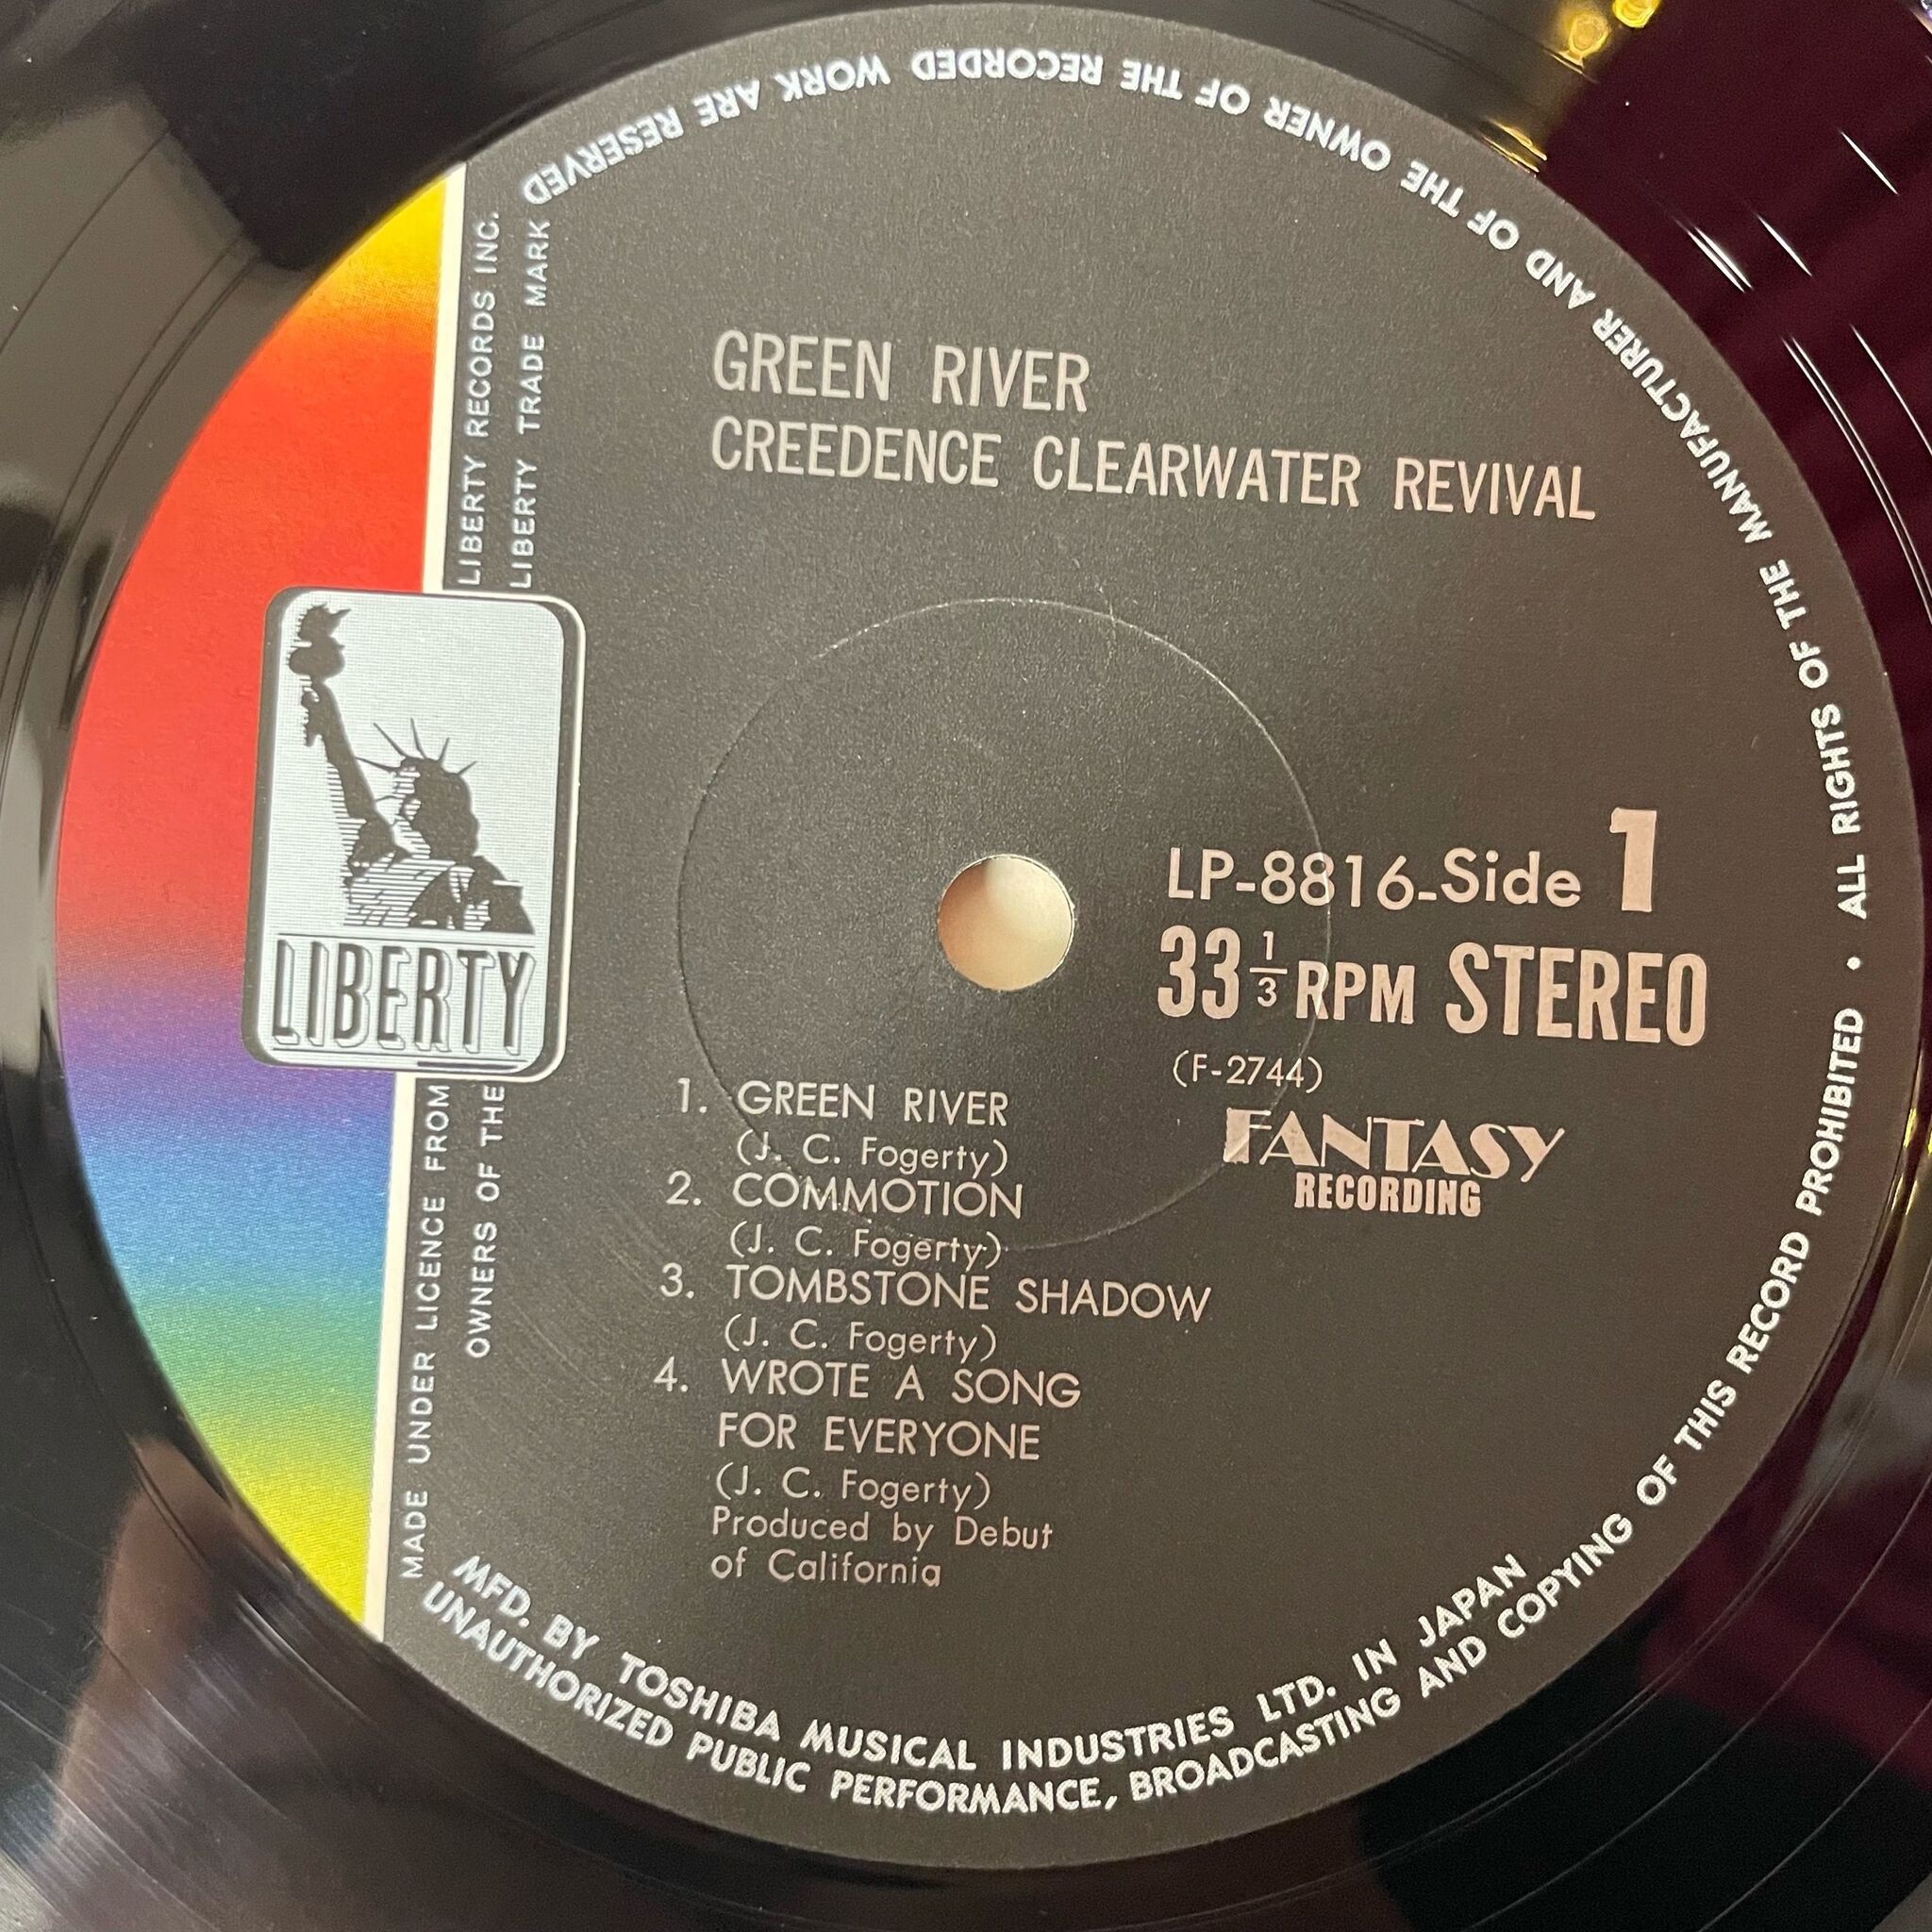 GREEN RIVER
CREEDENCE CLEARWATER REVIVAL
LIBERTY
LP-8816-Side 1
33 1/3 RPM STEREO
(F-2744)
FANTASY
RECORDING
1. GREEN RIVER
(J. C. Fogerty)
2. COMMOTION
(J. C. Fogerty)
3. TOMBSTONE SHADOW
(J. C. Fogerty)
4. WROTE A SONG
FOR EVERYONE
(J. C. Fogerty)
Produced by Debut
of California
MADE UNDER LICENCE FROM LIBERTY RECORDS INC.
OWNERS OF THE LIBERTY TRADE MARK
MFD. BY TOSHIBA MUSICAL INDUSTRIES LTD. IN JAPAN
UNAUTHORIZED PUBLIC PERFORMANCE, BROADCASTING AND COPYING OF THIS RECORD PROHIBITED • ALL RIGHTS OF THE MANUFACTURER AND OF THE OWNER OF THE RECORDED WORK ARE RESERVED